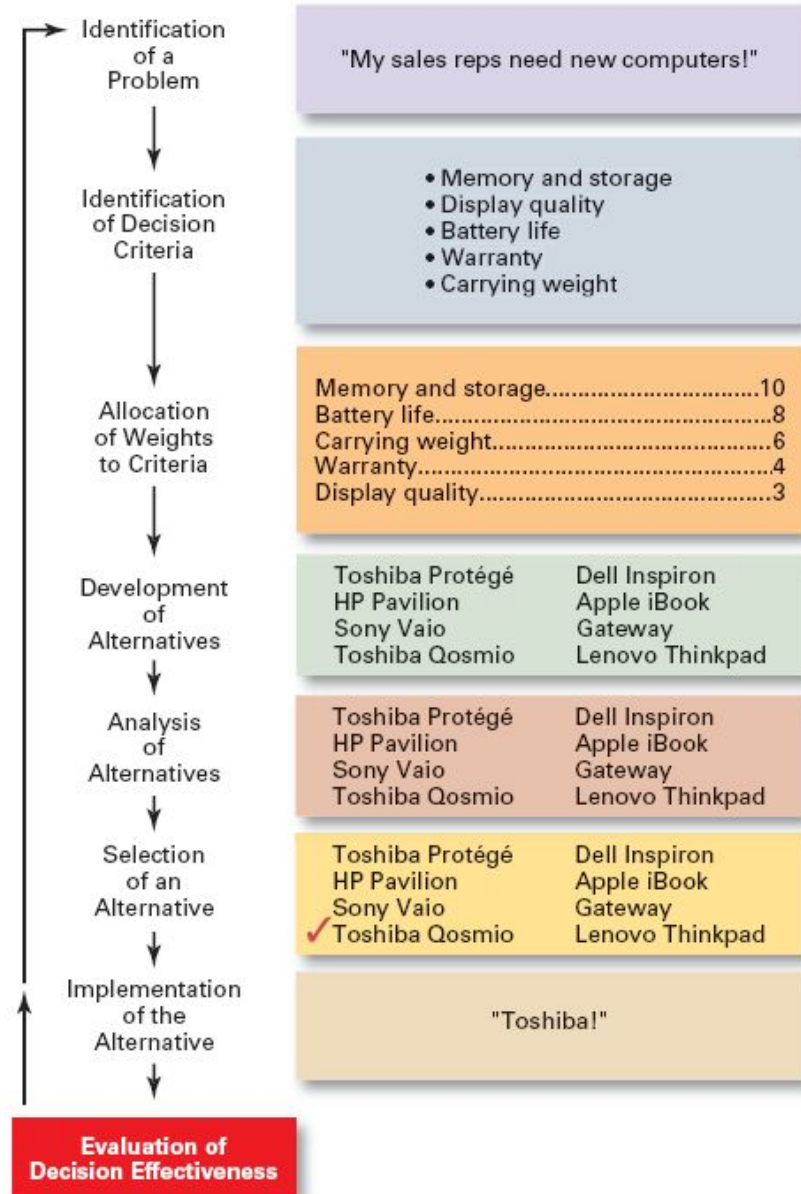 Identification
of a
Problem
"My sales reps need new computers!"
Identification
of Decision
Criteria
• Memory and storage
• Display quality
• Battery life
• Warranty
• Carrying weight
Allocation
of Weights
to Criteria
Memory and storage.................................10
Battery life.....................................................8
Carrying weight............................................6
Warranty........................................................4
Display quality..............................................3
Development
of
Alternatives
Toshiba Protégé Dell Inspiron
HP Pavilion Apple iBook
Sony Vaio Gateway
Toshiba Qosmio Lenovo Thinkpad
Analysis
of
Alternatives
Toshiba Protégé Dell Inspiron
HP Pavilion Apple iBook
Sony Vaio Gateway
Toshiba Qosmio Lenovo Thinkpad
Selection
of an
Alternative
Toshiba Protégé Dell Inspiron
HP Pavilion Apple iBook
Sony Vaio Gateway
✓Toshiba Qosmio Lenovo Thinkpad
Implementation
of the
Alternative
"Toshiba!"
Evaluation of
Decision Effectiveness